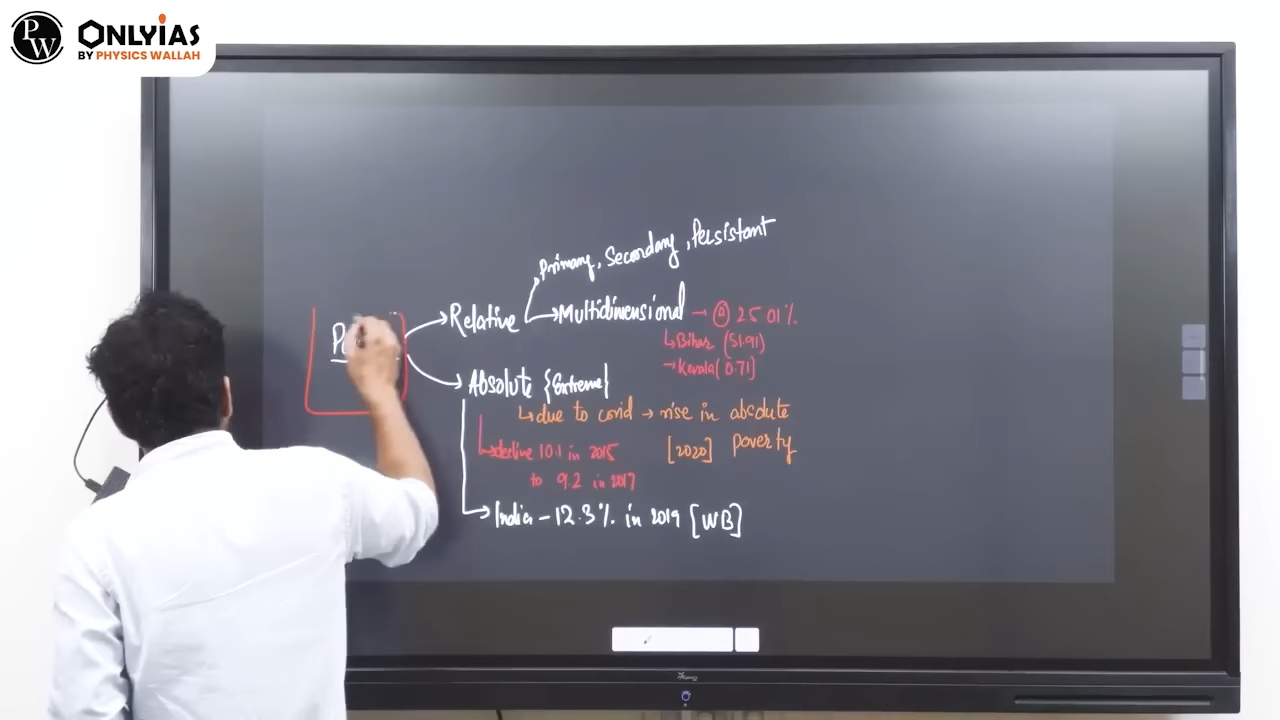 PW
ONLYIAS
BY PHYSICS WALLAH
Primary, Secondary, Persistant
Relative
Multidimensional → @ 25.01%
Bihar (51.91)
→ Kerala (0.71)
Absolute {Extreme}
due to covid → rise in absolute
[2020] poverty
decline 10.1 in 2015
to 9.2 in 2017
India - 12.3% in 2019 [WB]